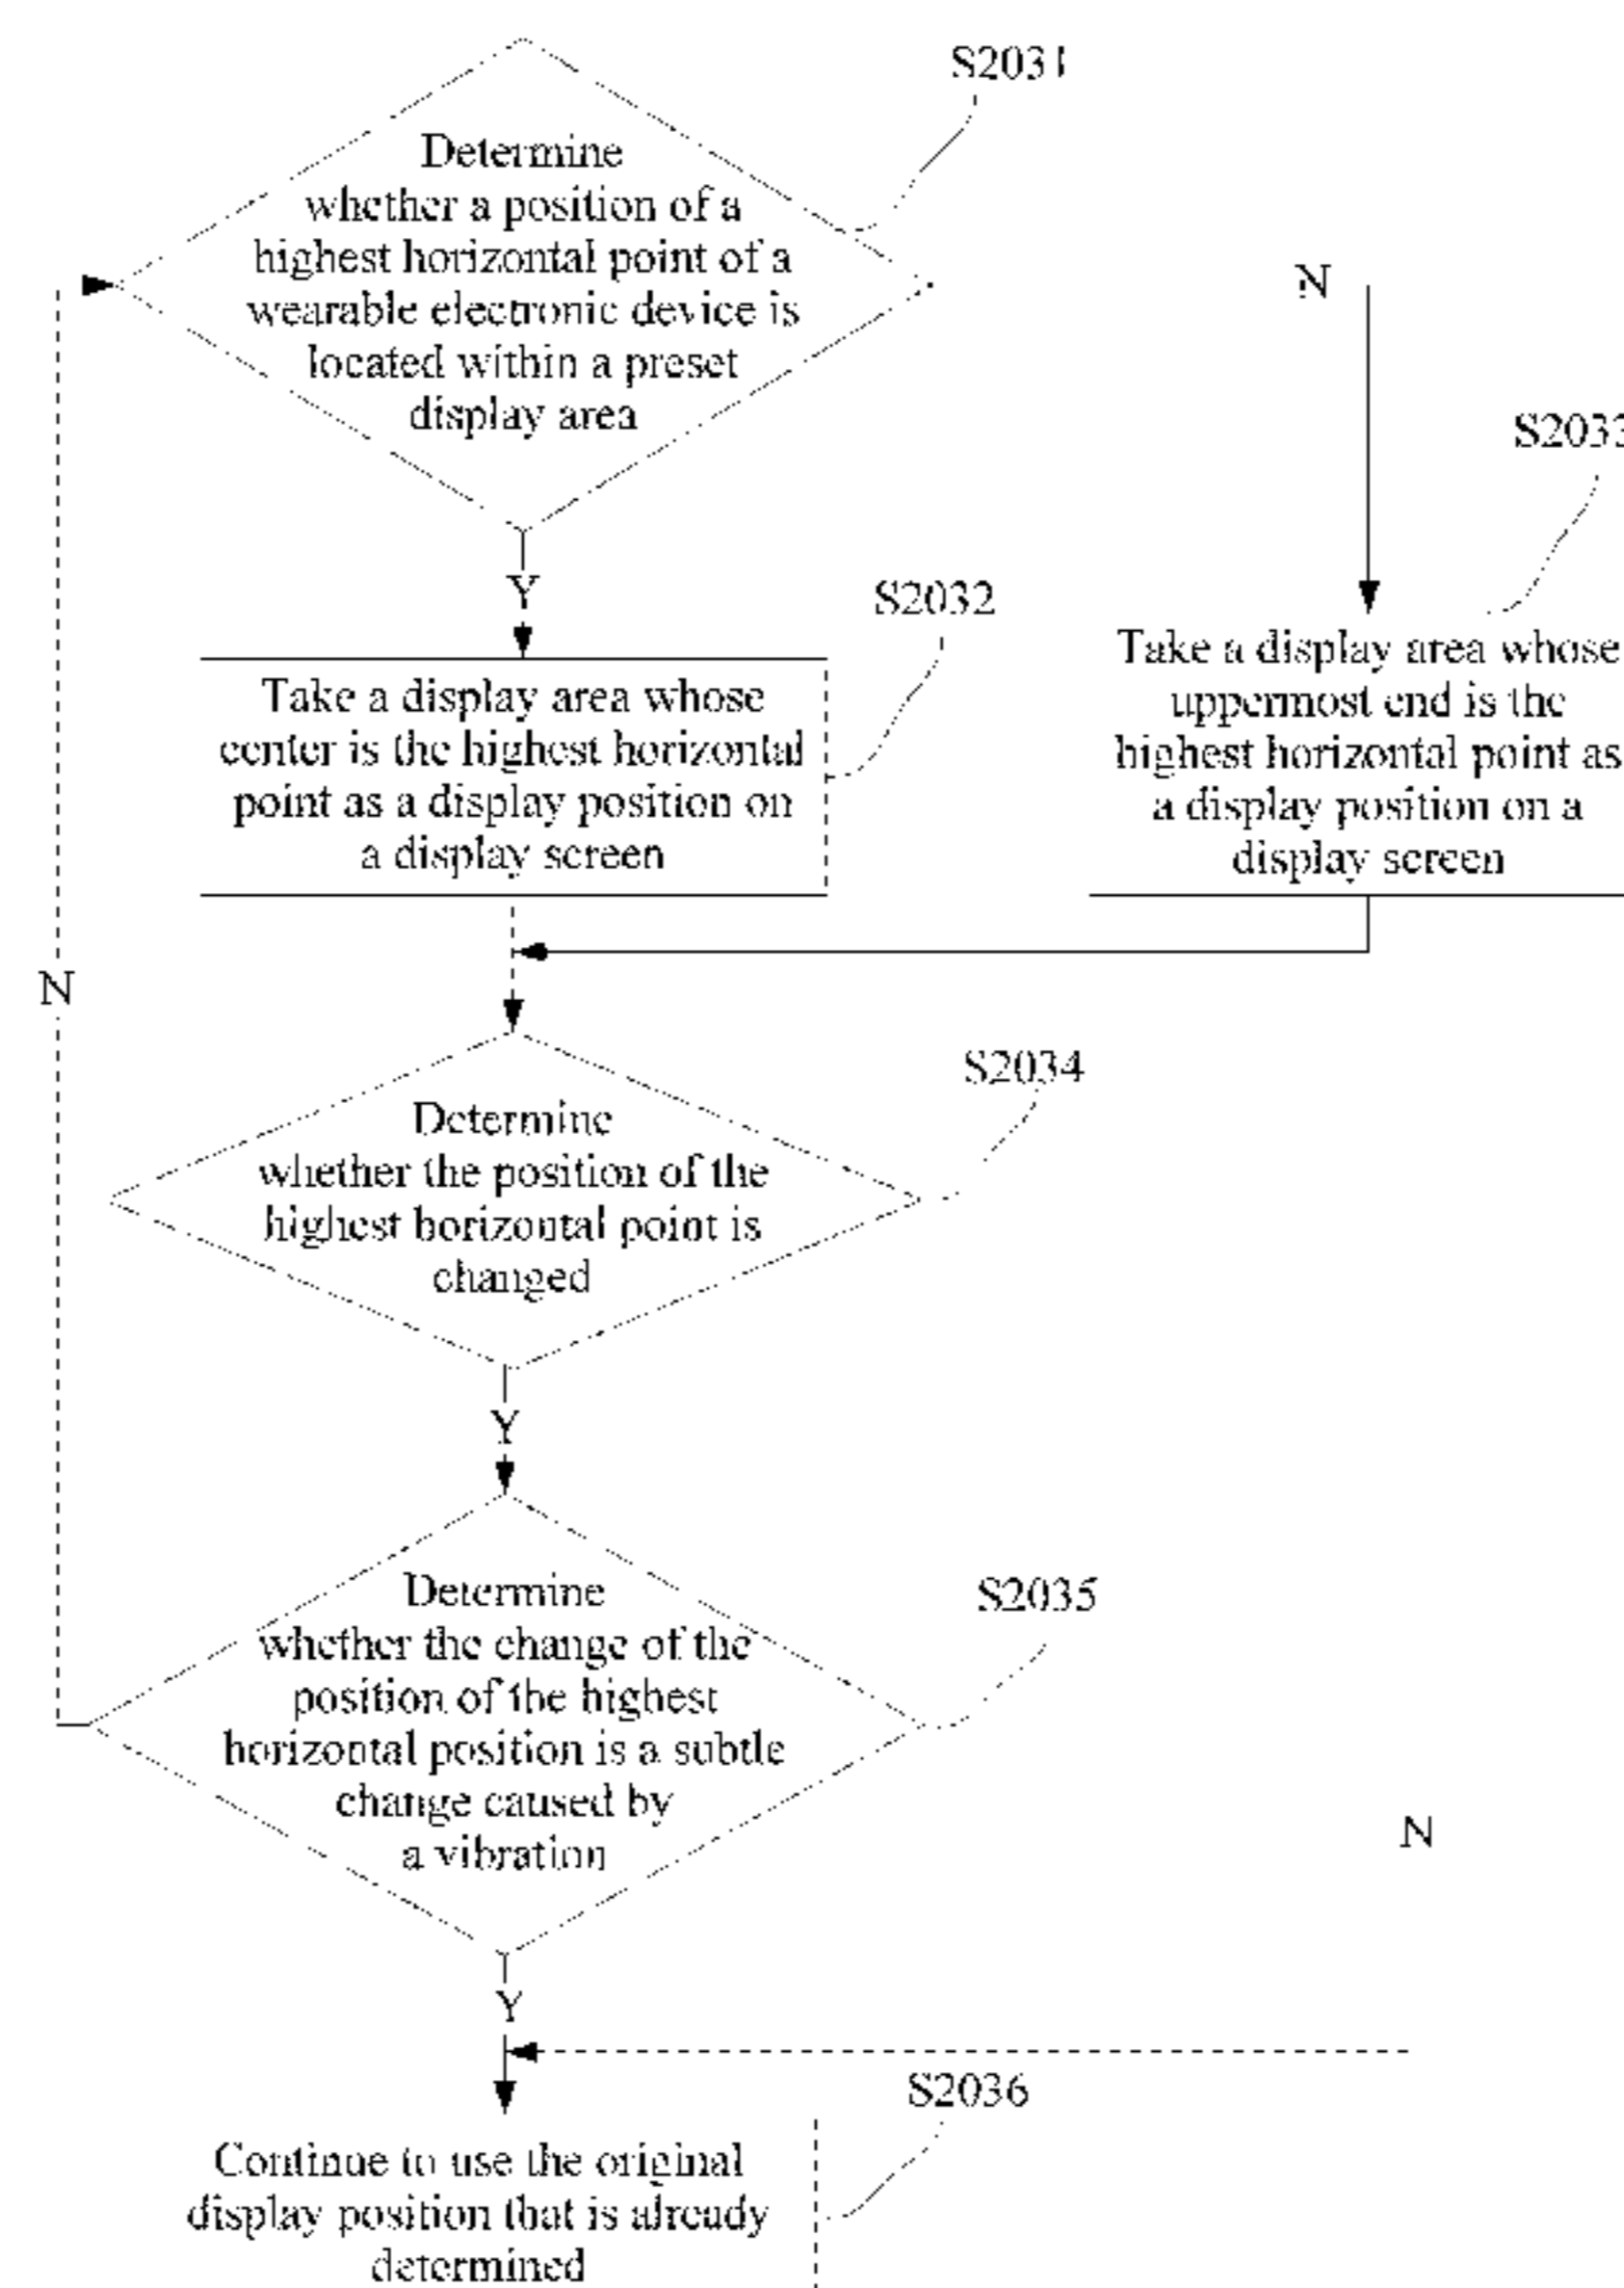 S2031
Determine
whether a position of a
highest horizontal point of a
wearable electronic device is
located within a preset
display area
N
S2033
Y
S2032
Take a display area whose
center is the highest horizontal
point as a display position on
a display screen
Take a display area whose
uppermost end is the
highest horizontal point as
a display position on a
display screen
N
S2034
Determine
whether the position of the
highest horizontal point is
changed
Y
S2035
Determine
whether the change of the
position of the highest
horizontal position is a subtle
change caused by
a vibration
N
Y
S2036
Continue to use the original
display position that is already
determined